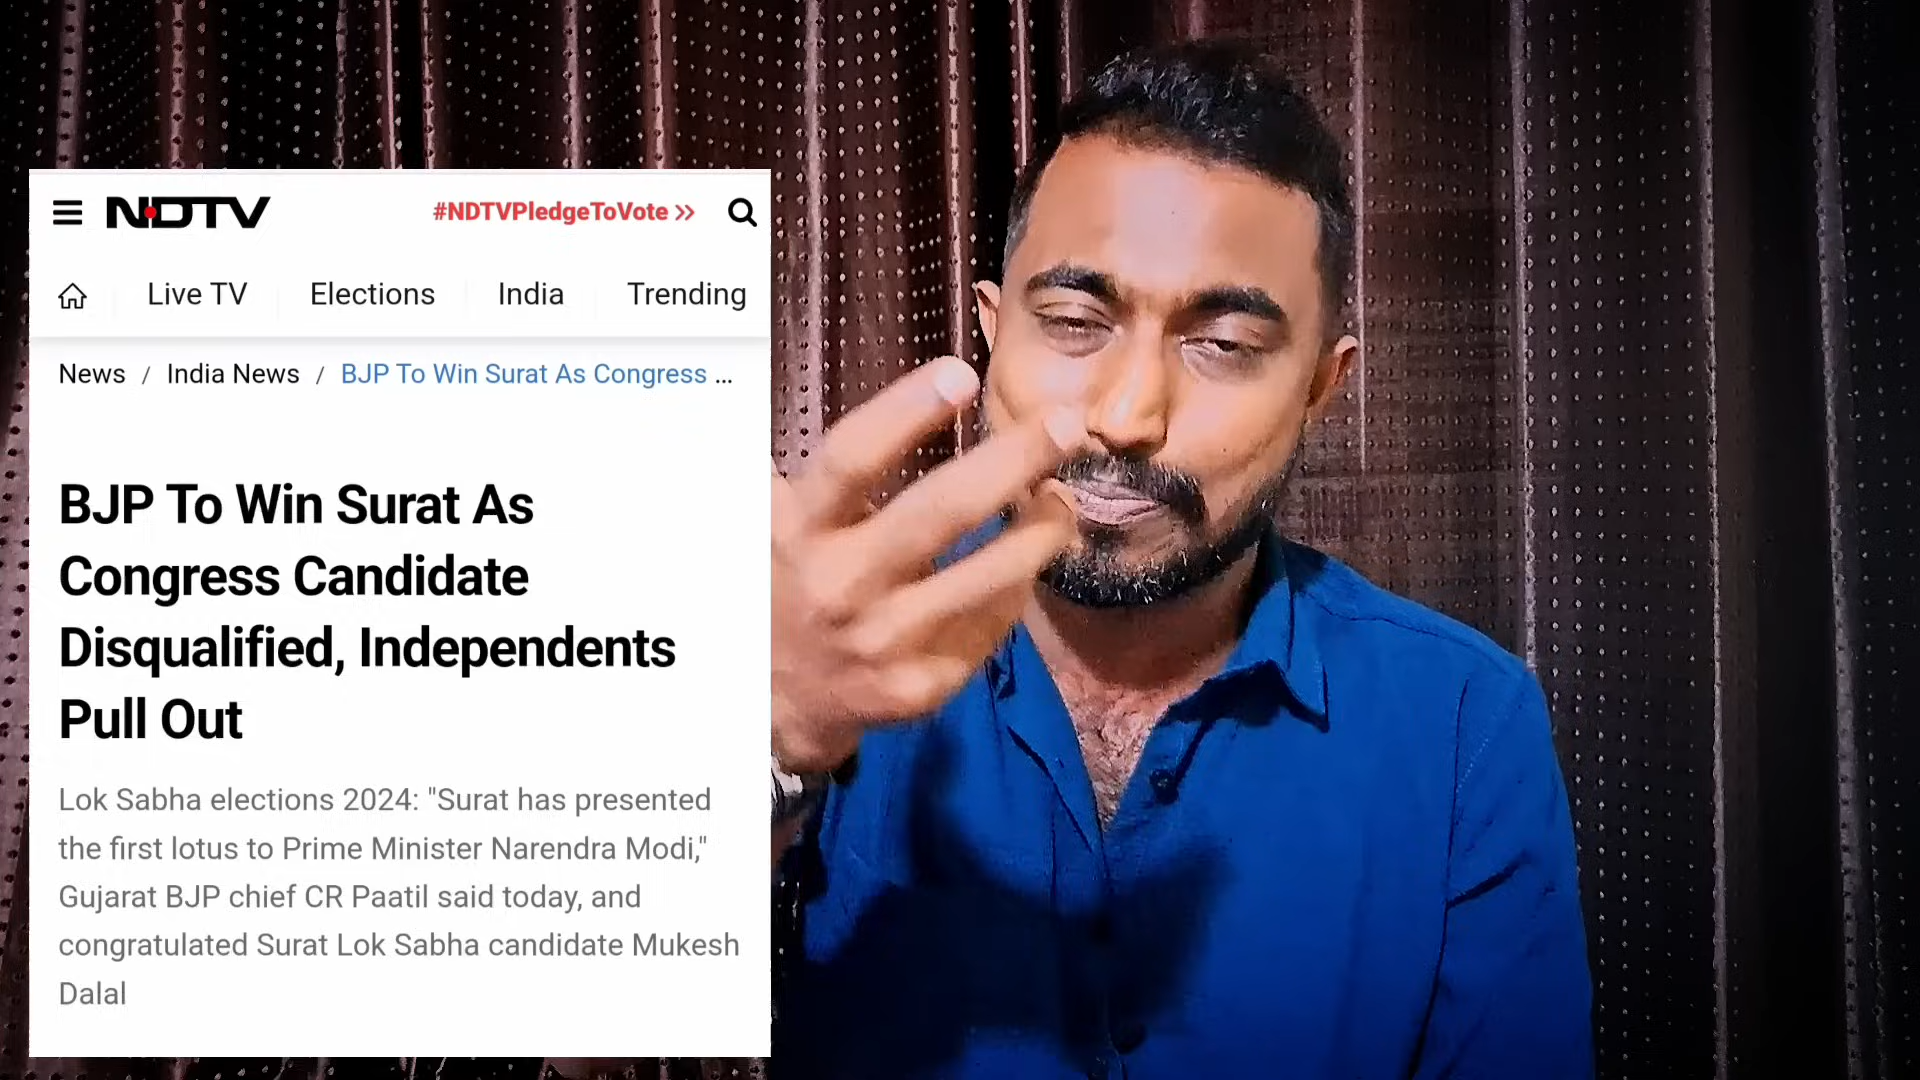 NDTV
#NDTVPledgeToVote >>
Live TV Elections India Trending
News / India News / BJP To Win Surat As Congress ...
BJP To Win Surat As
Congress Candidate
Disqualified, Independents
Pull Out
Lok Sabha elections 2024: "Surat has presented
the first lotus to Prime Minister Narendra Modi,"
Gujarat BJP chief CR Paatil said today, and
congratulated Surat Lok Sabha candidate Mukesh
Dalal